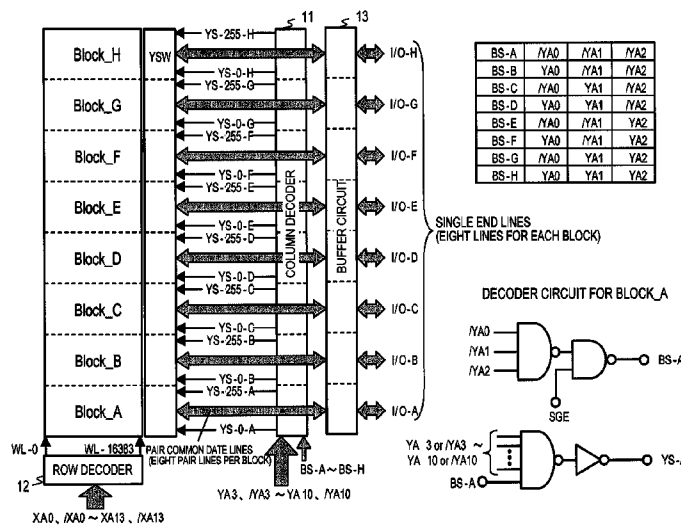 11
13
YS-255-H
Block_H
YSW
I/O-H
YS-0-H
YS-255-G
Block_G
I/O-G
YS-0-G
YS-255-F
Block_F
I/O-F
YS-0-F
YS-255-E
Block_E
I/O-E
YS-0-E
YS-255-D
Block_D
I/O-D
YS-0-D
YS-255-C
Block_C
I/O-C
YS-0-C
YS-255-B
Block_B
I/O-B
YS-0-B
YS-255-A
Block_A
I/O-A
YS-0-A
COLUMN DECODER
BUFFER CIRCUIT
SINGLE END LINES
(EIGHT LINES FOR EACH BLOCK)
WL-0
WL-16383
PAIR COMMON DATE LINES
(EIGHT PAIR LINES PER BLOCK)
ROW DECODER
12
XA0、/XA0～XA13、/XA13
BS-A～BS-H
YA3、/YA3～YA10、/YA10
BS-A /YA0 /YA1 /YA2
BS-B YA0 /YA1 /YA2
BS-C /YA0 YA1 /YA2
BS-D YA0 YA1 /YA2
BS-E /YA0 /YA1 YA2
BS-F YA0 /YA1 YA2
BS-G /YA0 YA1 YA2
BS-H YA0 YA1 YA2
DECODER CIRCUIT FOR BLOCK_A
/YA0
/YA1
/YA2
BS-A
SGE
YA 3 or /YA3 ～
YA 10 or /YA10
BS-A